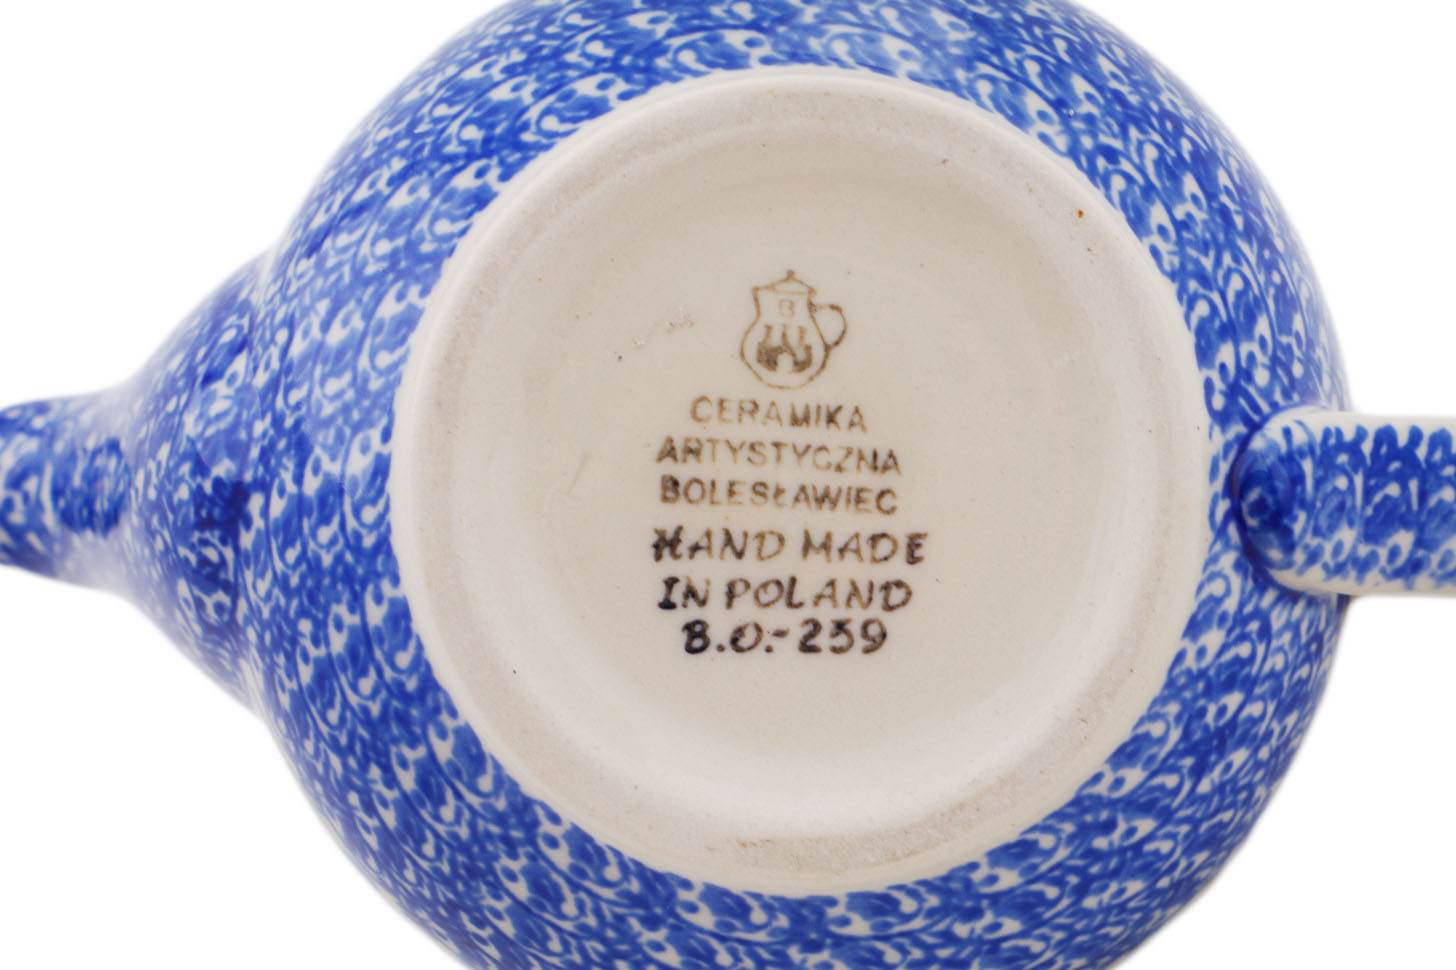 B
CERAMIKA
ARTYSTYCZNA
BOLESŁAWIEC
HAND MADE
IN POLAND
B.O.-259